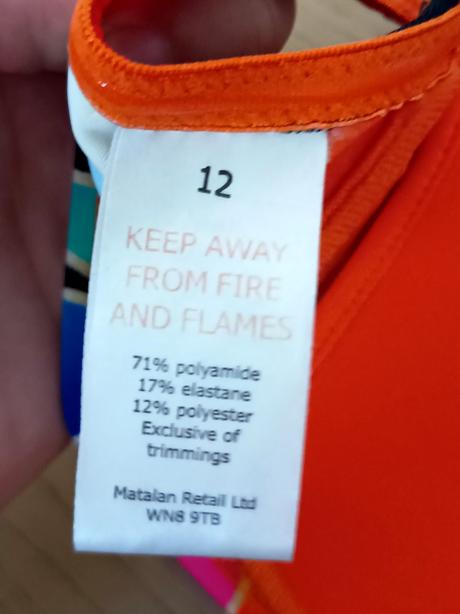 12
KEEP AWAY
FROM FIRE
AND FLAMES
71% polyamide
17% elastane
12% polyester
Exclusive of
trimmings
Matalan Retail Ltd
WN8 9TB